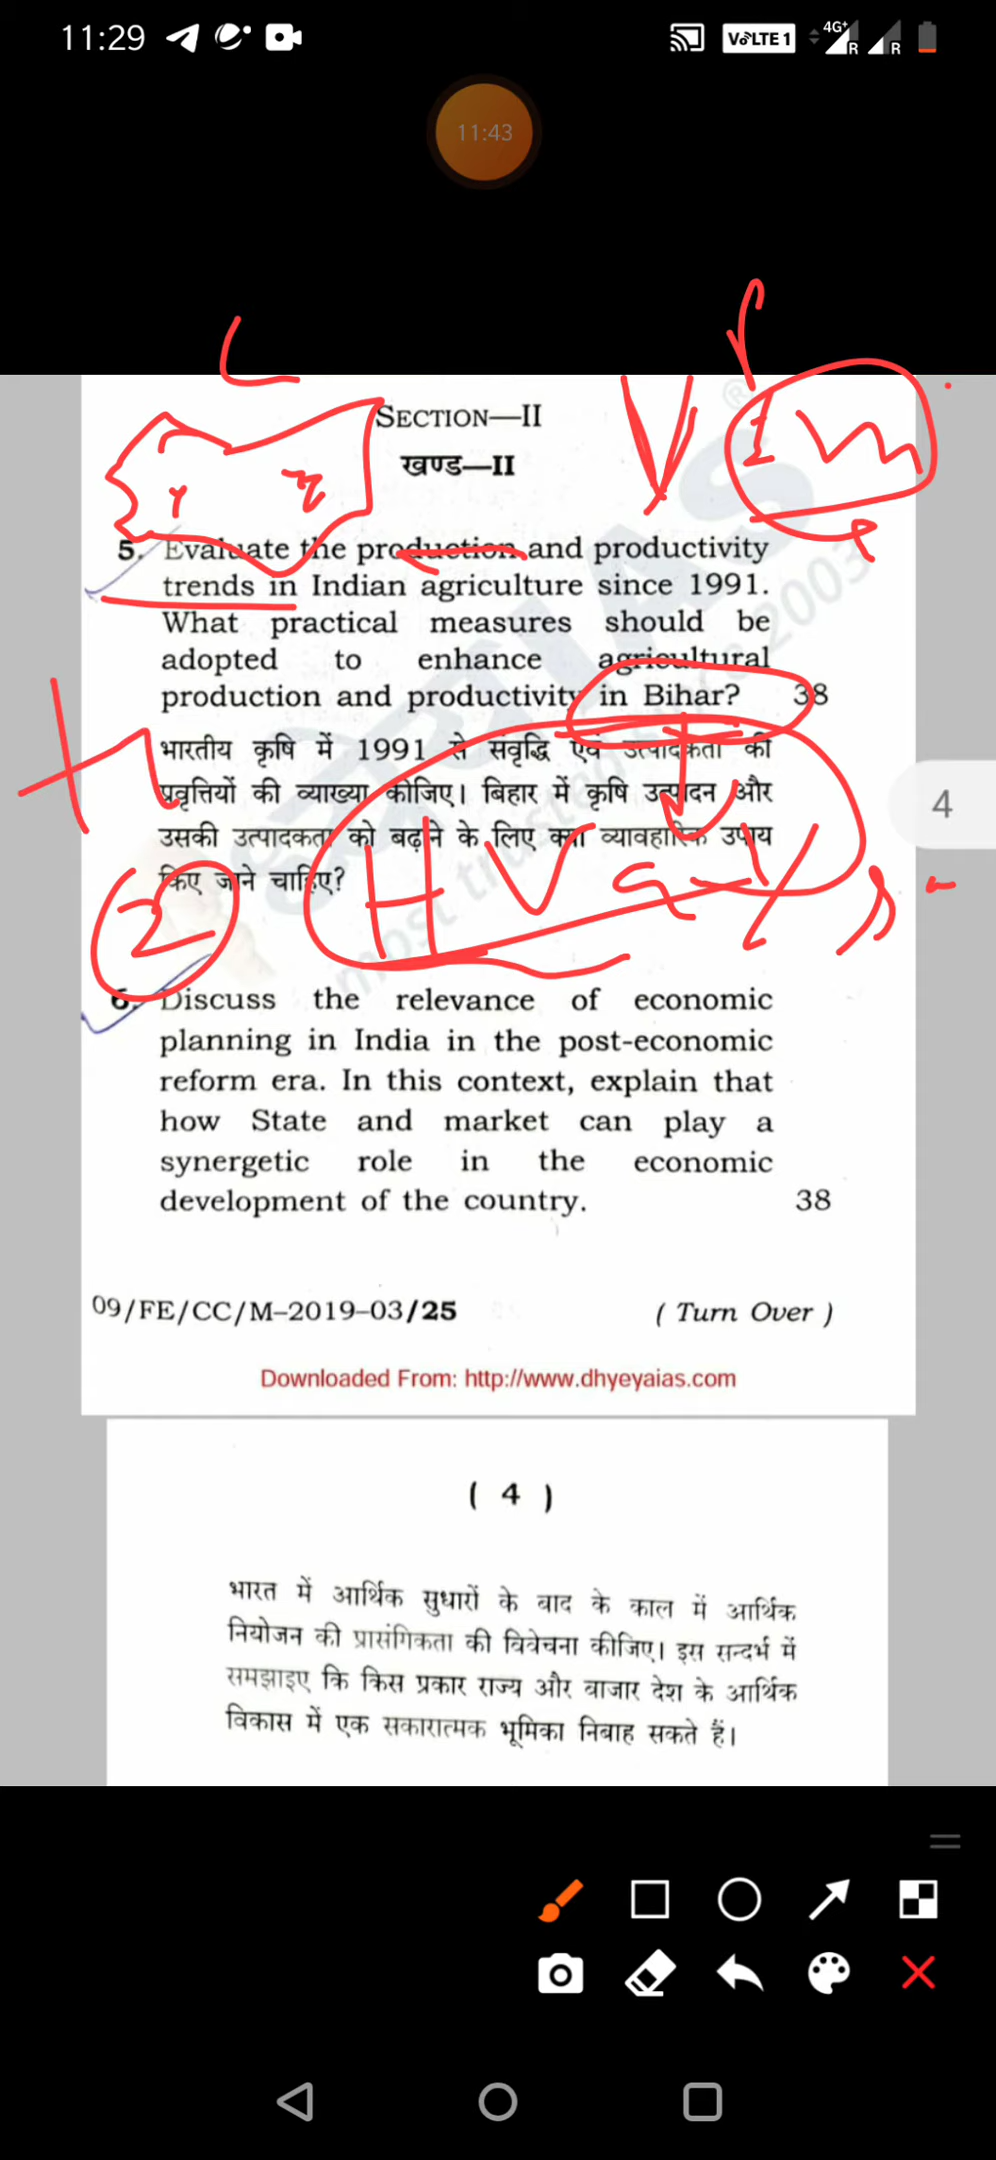 11:29
VoLTE 1
4G+
R
R
11:43
SECTION—II
खण्ड—II
5. Evaluate the production and productivity
trends in Indian agriculture since 1991.
What practical measures should be
adopted to enhance agricultural
production and productivity in Bihar? 38
भारतीय कृषि में 1991 से संवृद्धि एवं उत्पादकता की
प्रवृत्तियों की व्याख्या कीजिए। बिहार में कृषि उत्पादन और
उसकी उत्पादकता को बढ़ाने के लिए क्या व्यावहारिक उपाय
किए जाने चाहिए?
2
6. Discuss the relevance of economic
planning in India in the post-economic
reform era. In this context, explain that
how State and market can play a
synergetic role in the economic
development of the country. 38
4
09/FE/CC/M–2019–03/25 ( Turn Over )
Downloaded From: http://www.dhyeyaias.com
( 4 )
भारत में आर्थिक सुधारों के बाद के काल में आर्थिक
नियोजन की प्रासंगिकता की विवेचना कीजिए। इस सन्दर्भ में
समझाइए कि किस प्रकार राज्य और बाजार देश के आर्थिक
विकास में एक सकारात्मक भूमिका निबाह सकते हैं।